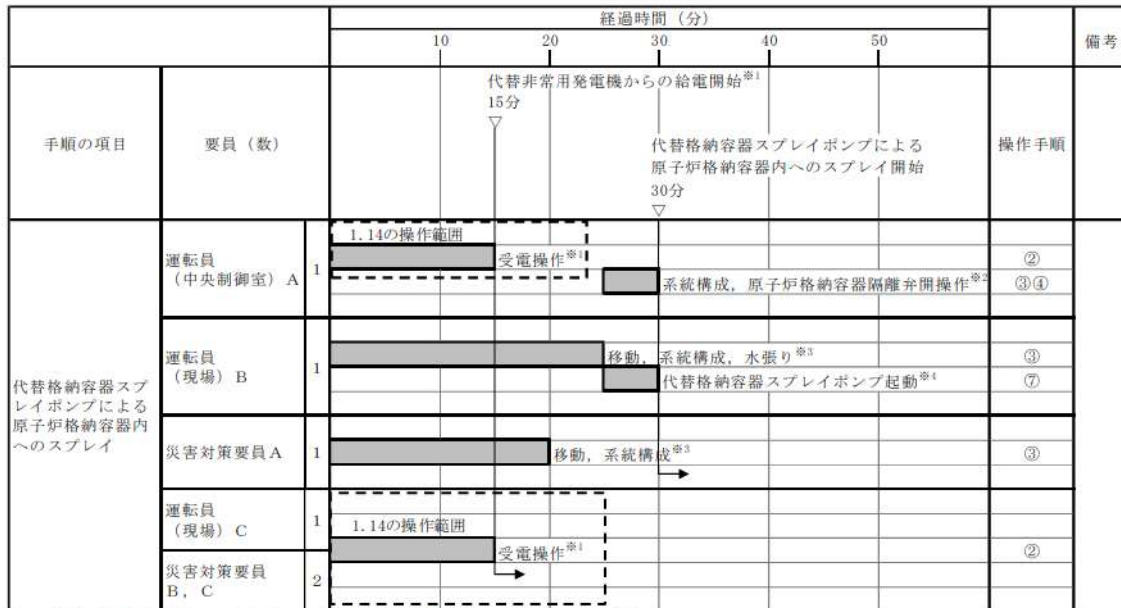 経過時間（分）
10 20 30 40 50
備考
手順の項目
要員（数）
代替非常用発電機からの給電開始※1
15分
▽
代替格納容器スプレイポンプによる
原子炉格納容器内へのスプレイ開始
30分
▽
操作手順
代替格納容器スプ
レイポンプによる
原子炉格納容器内
へのスプレイ
運転員
（中央制御室）A
1
1.14の操作範囲
受電操作※1
②
系統構成，原子炉格納容器隔離弁開操作※2
③④
運転員
（現場）B
1
移動，系統構成，水張り※3
③
代替格納容器スプレイポンプ起動※4
⑦
災害対策要員A
1
移動，系統構成※3
③
運転員
（現場）C
1
1.14の操作範囲
受電操作※1
②
災害対策要員
B，C
2